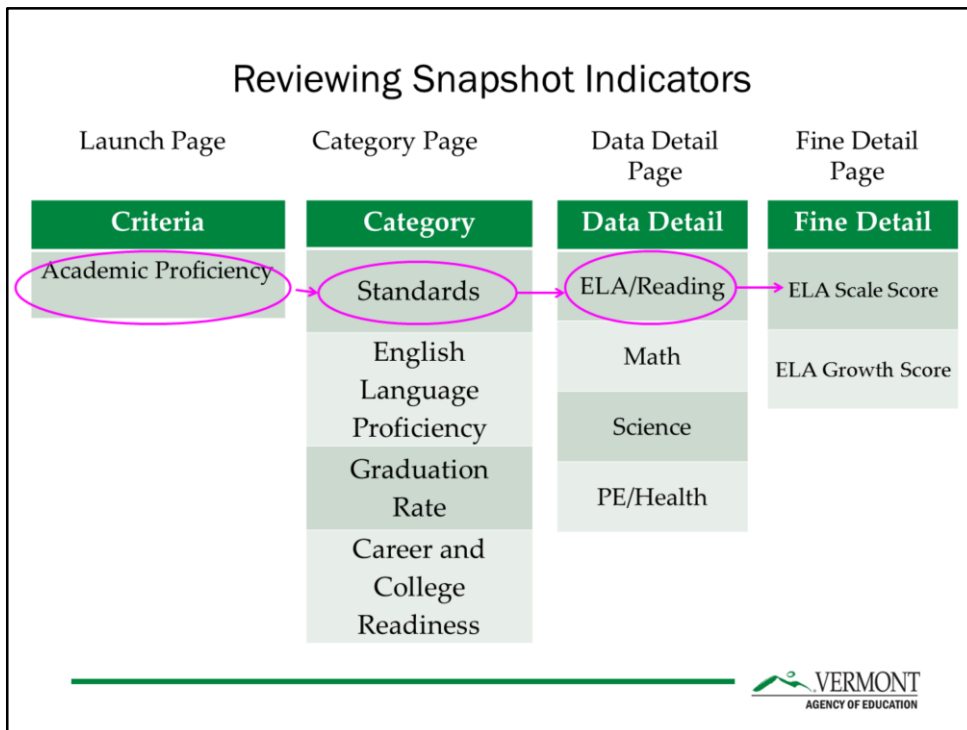 Reviewing Snapshot Indicators
Launch Page
Category Page
Data Detail
Page
Fine Detail
Page
Criteria
Academic Proficiency
Category
Standards
English
Language
Proficiency
Graduation
Rate
Career and
College
Readiness
Data Detail
ELA/Reading
Math
Science
PE/Health
Fine Detail
ELA Scale Score
ELA Growth Score
VERMONT
AGENCY OF EDUCATION